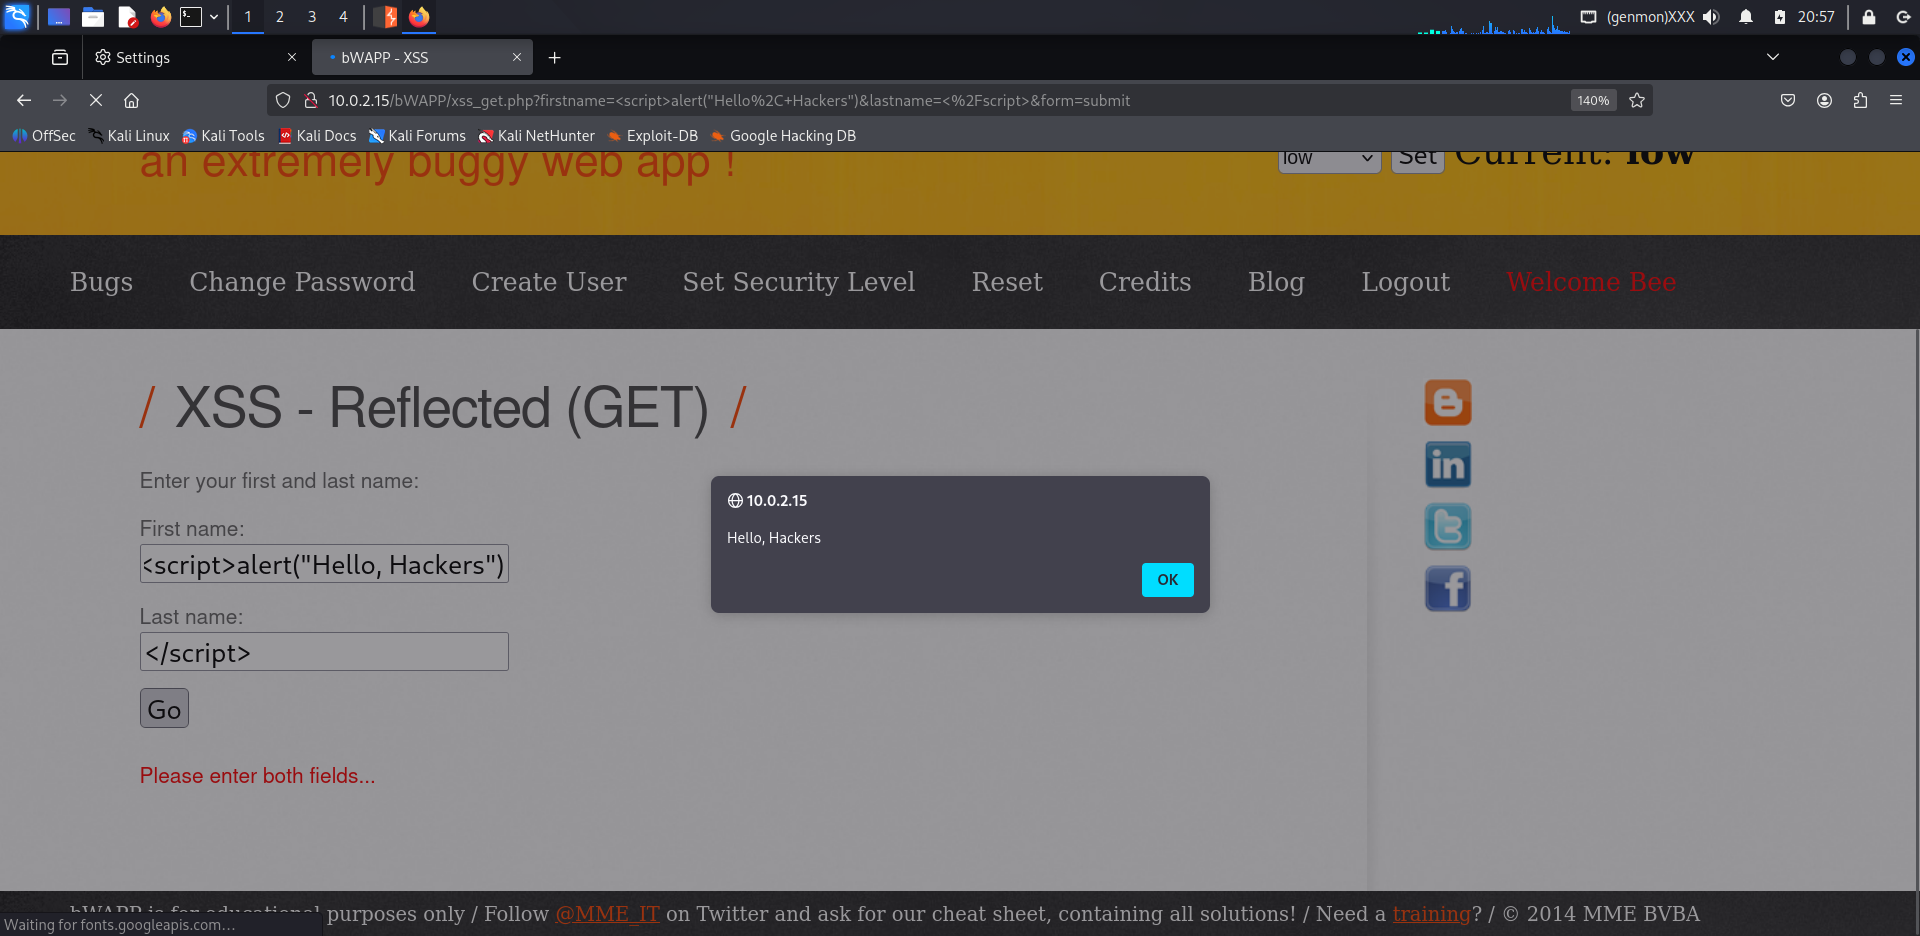 1 2 3 4 (genmon)XXX 20:57
Settings bWAPP - XSS
10.0.2.15/bWAPP/xss_get.php?firstname=<script>alert("Hello%2C+Hackers")&lastname=<%2Fscript>&form=submit 140%
OffSec Kali Linux Kali Tools Kali Docs Kali Forums Kali NetHunter Exploit-DB Google Hacking DB
an extremely buggy web app ! low Set Current: low
Bugs Change Password Create User Set Security Level Reset Credits Blog Logout Welcome Bee
/ XSS - Reflected (GET) /
Enter your first and last name:
First name:
<script>alert("Hello, Hackers")
Last name:
</script>
Go
Please enter both fields...
10.0.2.15
Hello, Hackers
OK
bWAPP is for educational purposes only / Follow @MME_IT on Twitter and ask for our cheat sheet, containing all solutions! / Need a training? / © 2014 MME BVBA
Waiting for fonts.googleapis.com…